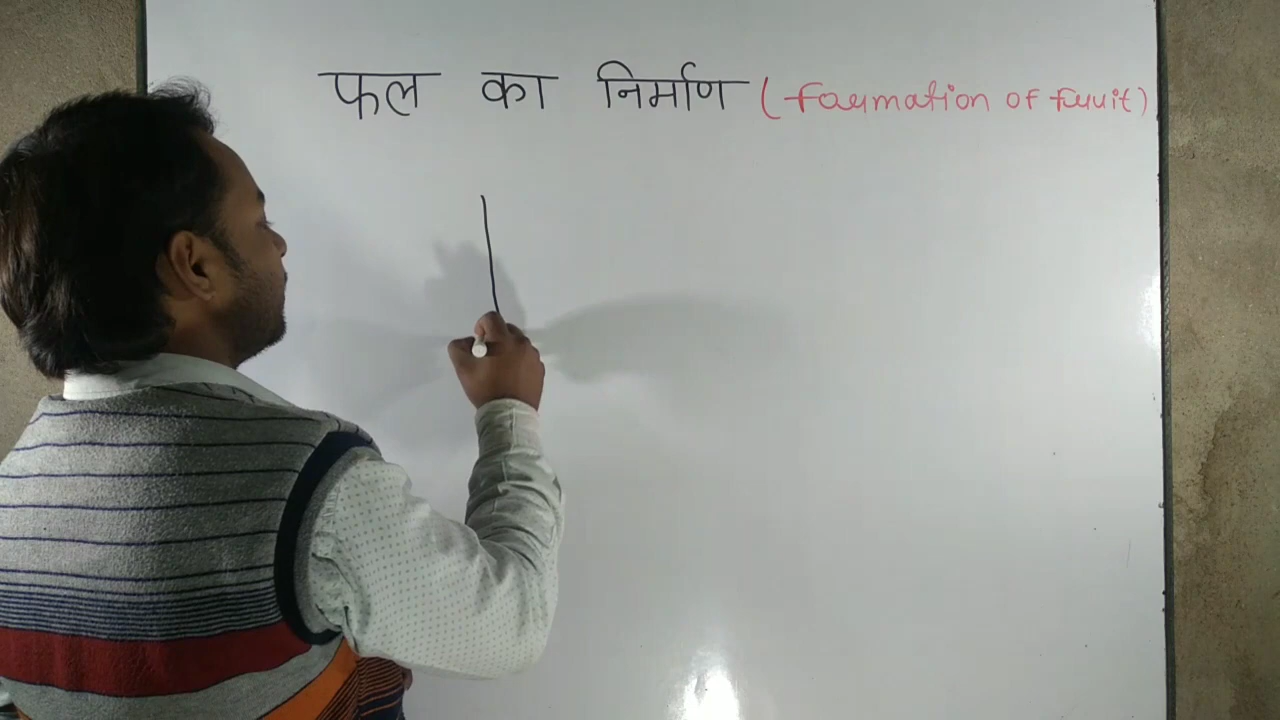 फल का निर्माण (Formation of fruit)